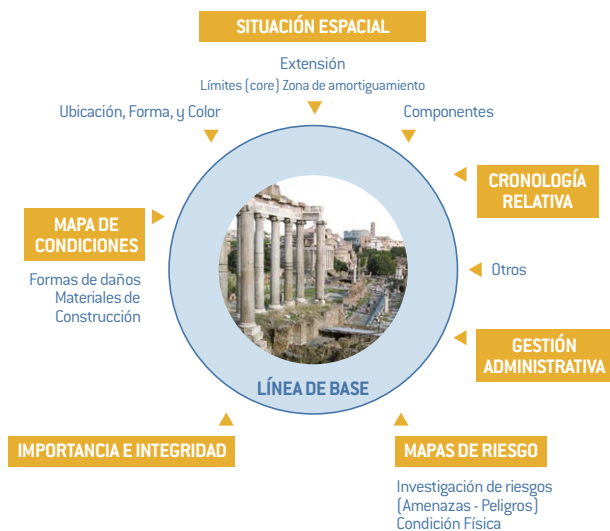 SITUACIÓN ESPACIAL
Extensión
Límites (core) Zona de amortiguamiento
Ubicación, Forma, y Color
Componentes
CRONOLOGÍA
RELATIVA
MAPA DE
CONDICIONES
Formas de daños
Materiales de
Construcción
Otros
GESTIÓN
ADMINISTRATIVA
LÍNEA DE BASE
IMPORTANCIA E INTEGRIDAD
MAPAS DE RIESGO
Investigación de riesgos
(Amenazas - Peligros)
Condición Física